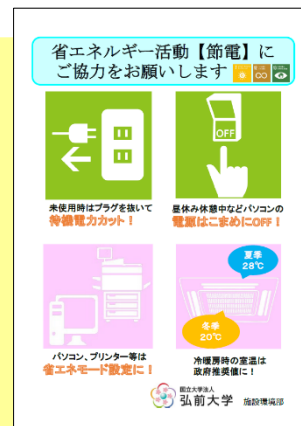 省エネルギー活動【節電】に
ご協力をお願いします
OFF
未使用時はプラグを抜いて
待機電力カット！
昼休み休憩中などパソコンの
電源はこまめにOFF！
夏季
28℃
冬季
20℃
パソコン、プリンター等は
省エネモード設定に！
冷暖房時の室温は
政府推奨値に！
国立大学法人
弘前大学 施設環境部